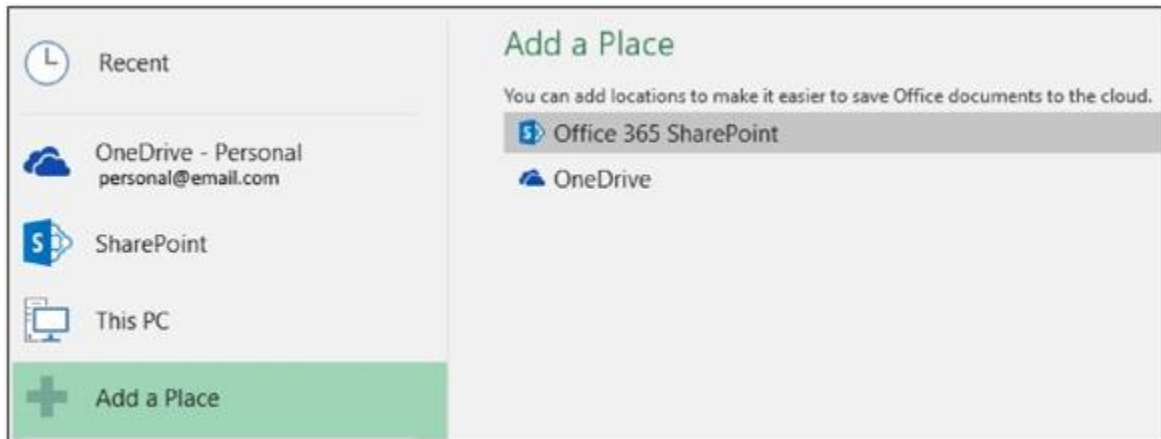 Recent
OneDrive - Personal
personal@email.com
SharePoint
This PC
Add a Place
Add a Place
You can add locations to make it easier to save Office documents to the cloud.
Office 365 SharePoint
OneDrive